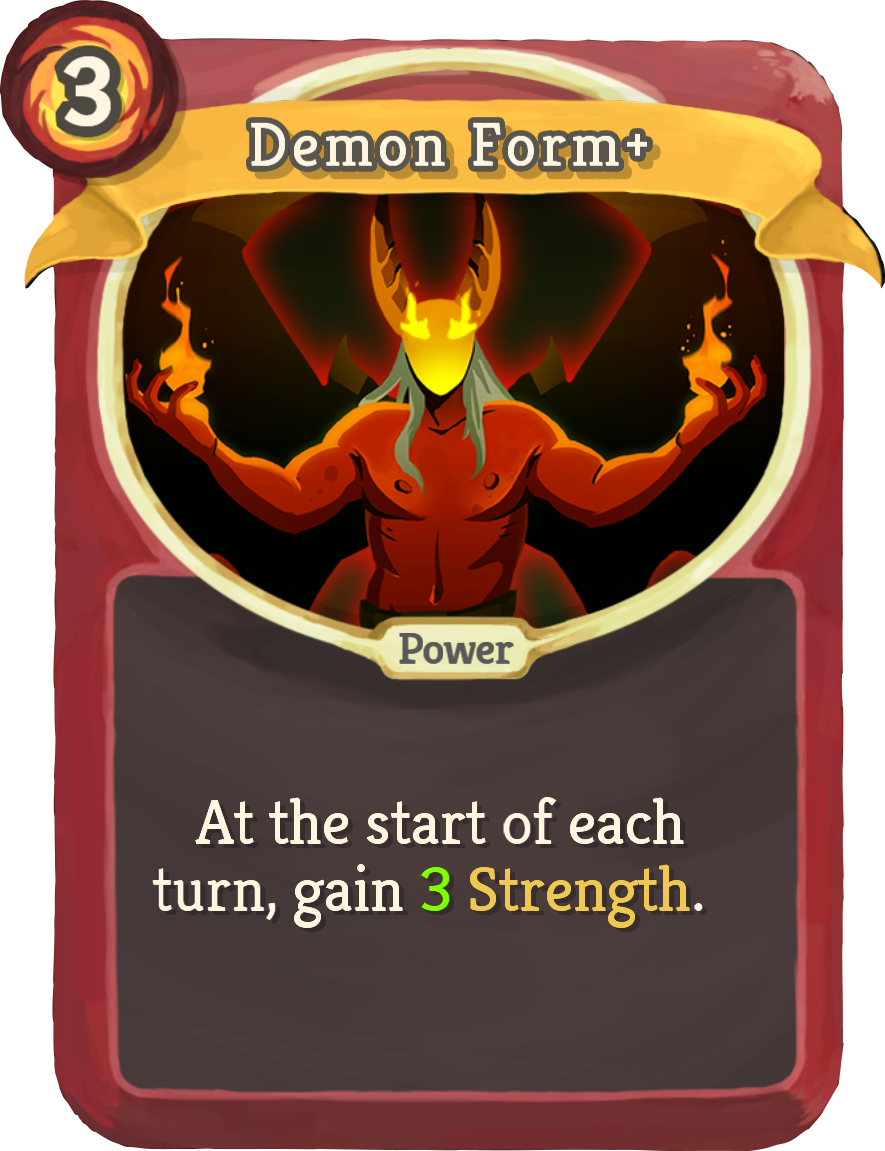 3
Demon Form+
Power
At the start of each
turn, gain 3 Strength.